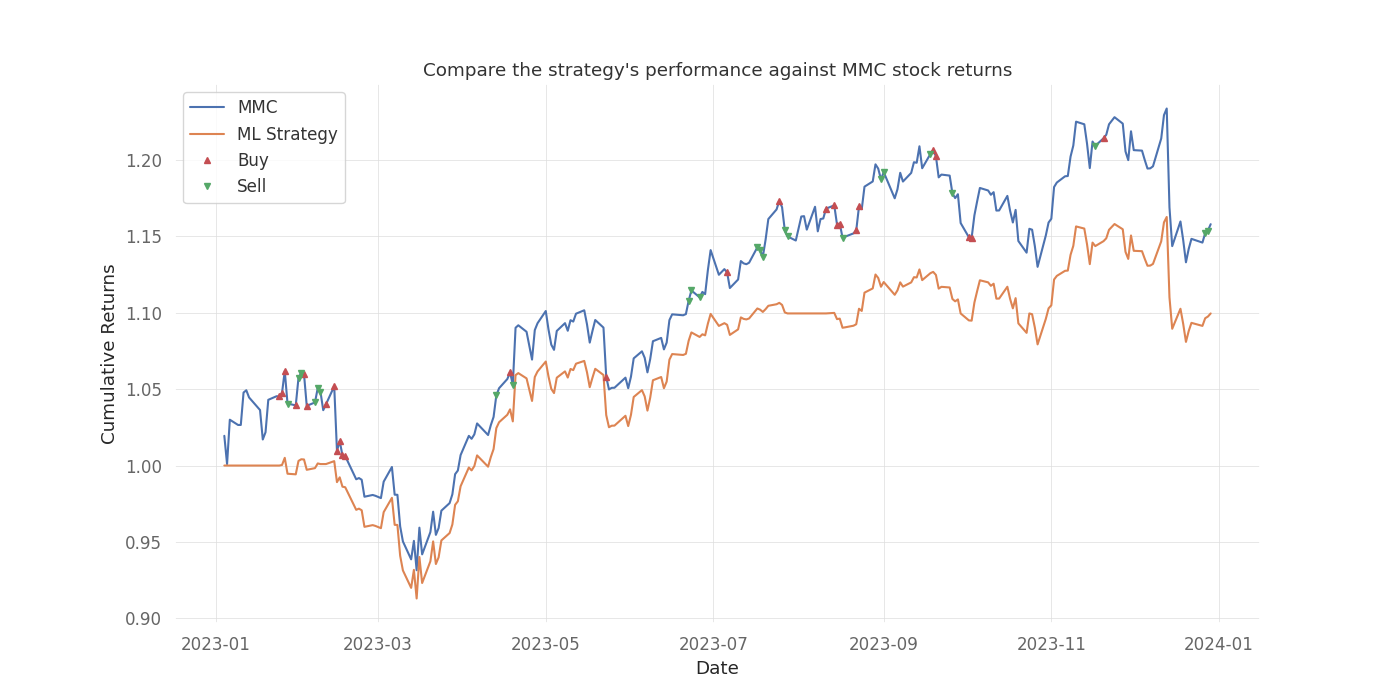 Compare the strategy's performance against MMC stock returns
MMC
ML Strategy
Buy
Sell
Cumulative Returns
1.20
1.15
1.10
1.05
1.00
0.95
0.90
2023-01
2023-03
2023-05
2023-07
2023-09
2023-11
2024-01
Date